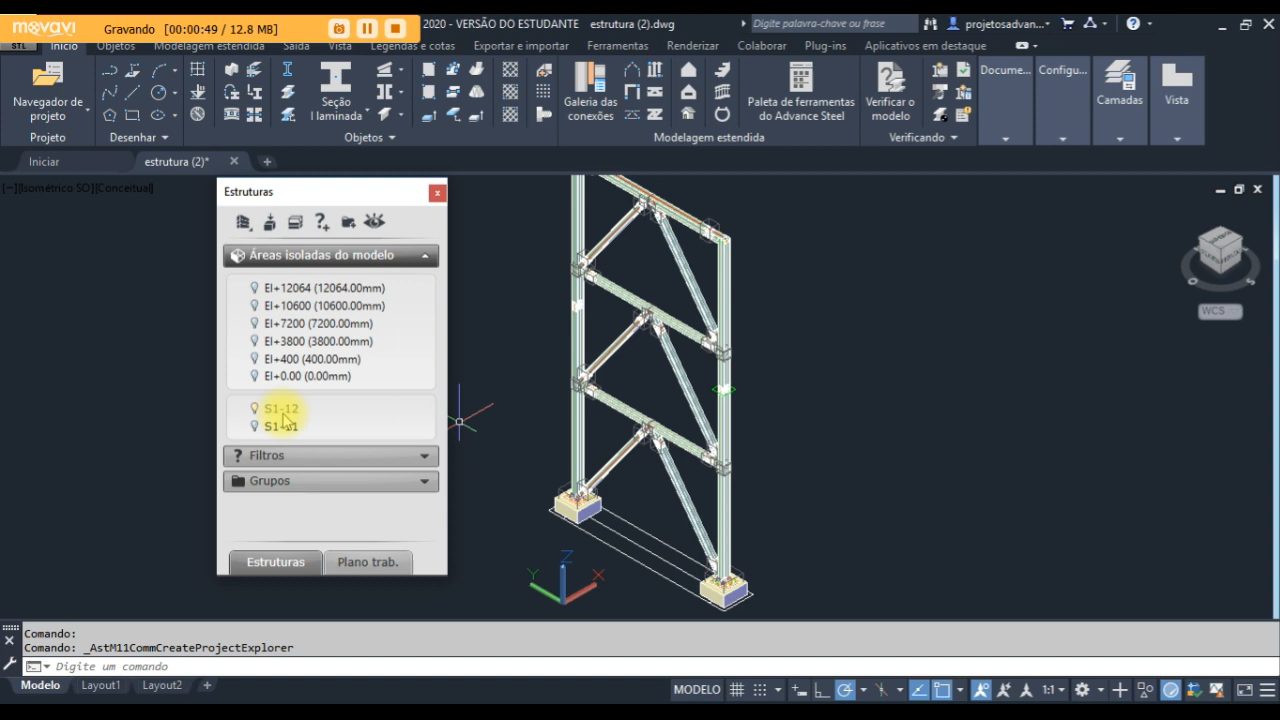 movavi
Gravando [00:00:49 / 12.8 MB]
2020 - VERSÃO DO ESTUDANTE estrutura (2).dwg
Digite palavra-chave ou frase
projetosadvan...
STL
Início Objetos Modelagem estendida Saída Vista Legendas e cotas Exportar e importar Ferramentas Renderizar Colaborar Plug-ins Aplicativos em destaque
Navegador de projeto
Seção laminada
Galeria das conexões
Paleta de ferramentas do Advance Steel
Verificar o modelo
Docume...
Configu...
Camadas
Vista
Projeto
Desenhar
Objetos
Modelagem estendida
Verificando
Iniciar
estrutura (2)*
[−][Isométrico SO][Conceitual]
Estruturas
Áreas isoladas do modelo
El+12064 (12064.00mm)
El+10600 (10600.00mm)
El+7200 (7200.00mm)
El+3800 (3800.00mm)
El+400 (400.00mm)
El+0.00 (0.00mm)
S1-12
Filtros
Grupos
Estruturas
Plano trab.
WCS
Z
Y
X
Comando:
Comando: _AstM11CommCreateProjectExplorer
Digite um comando
Modelo Layout1 Layout2
MODELO
1:1